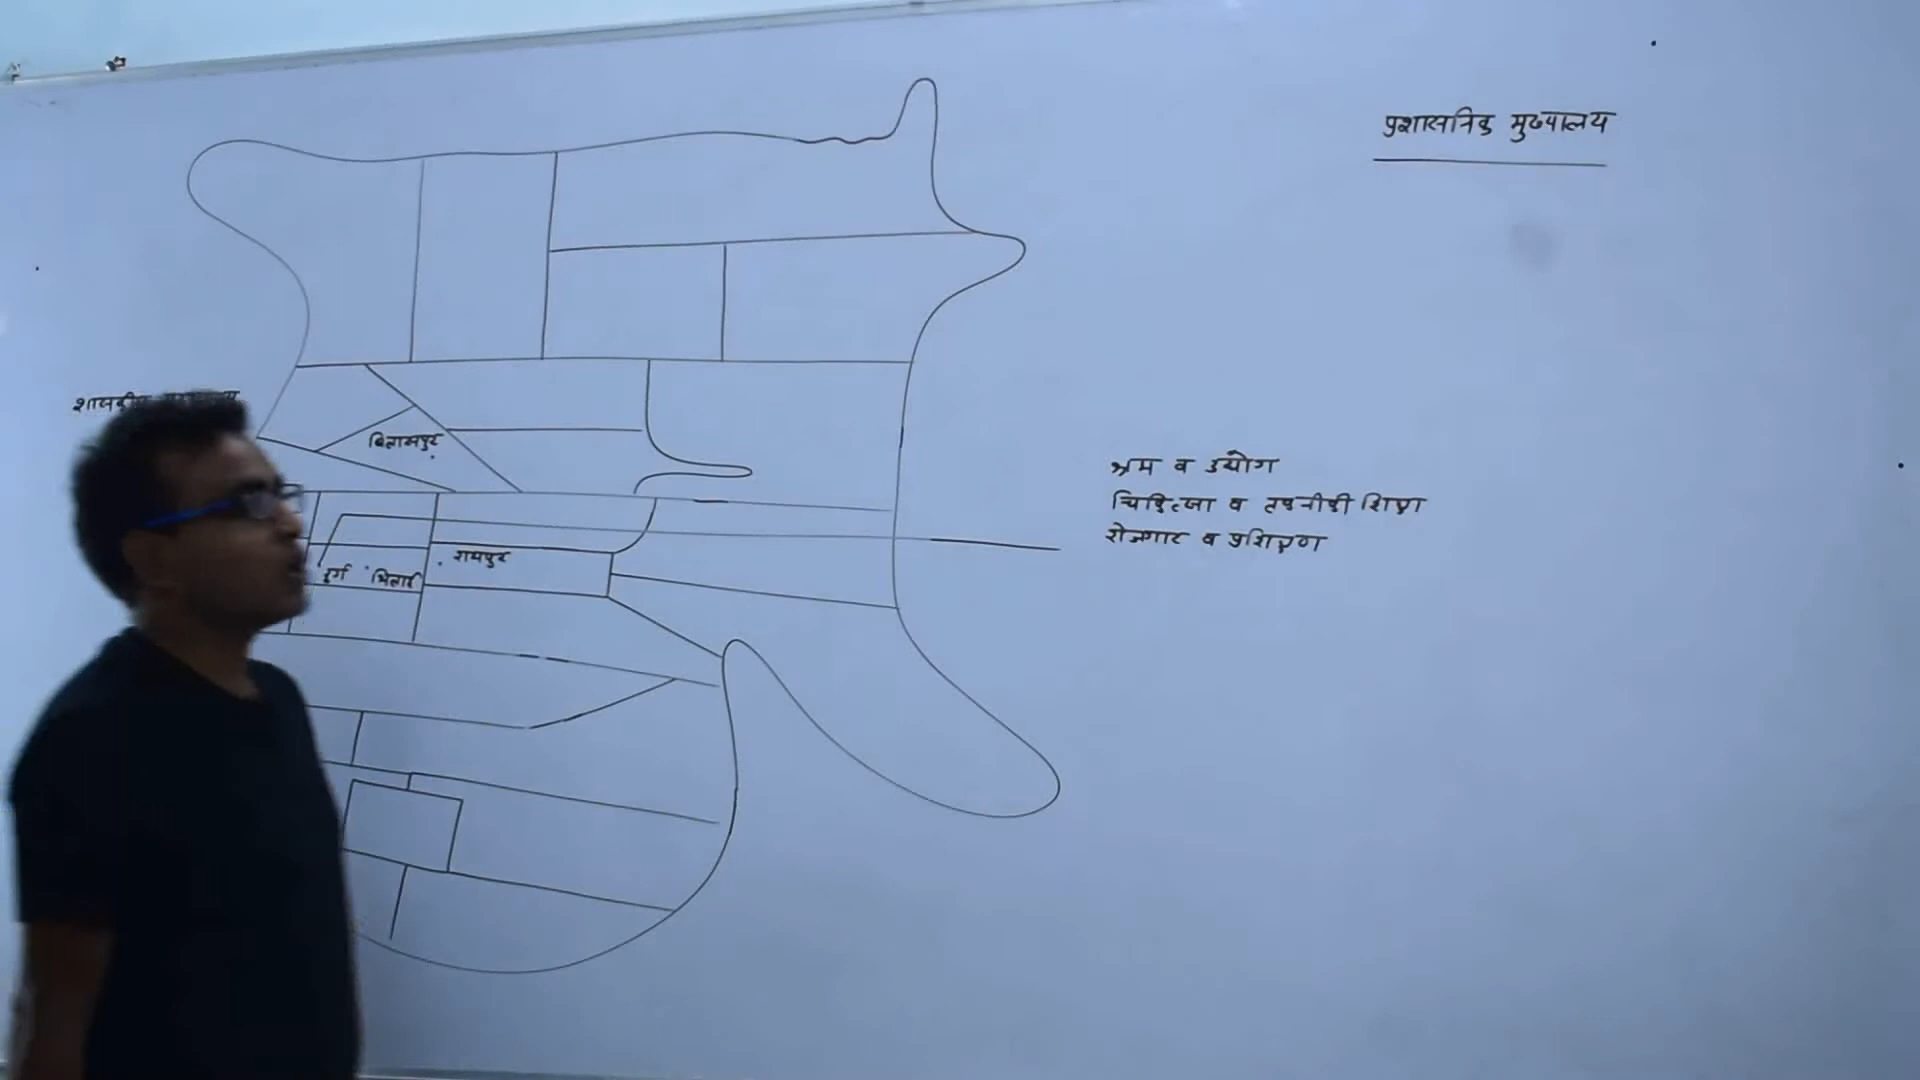 प्रशासनिक मुख्यालय
बिलासपुर
श्रम व उद्योग
चिकित्सा व तकनीकी शिक्षा
रोजगार व प्रशिक्षण
रायपुर
दुर्ग भिलाई